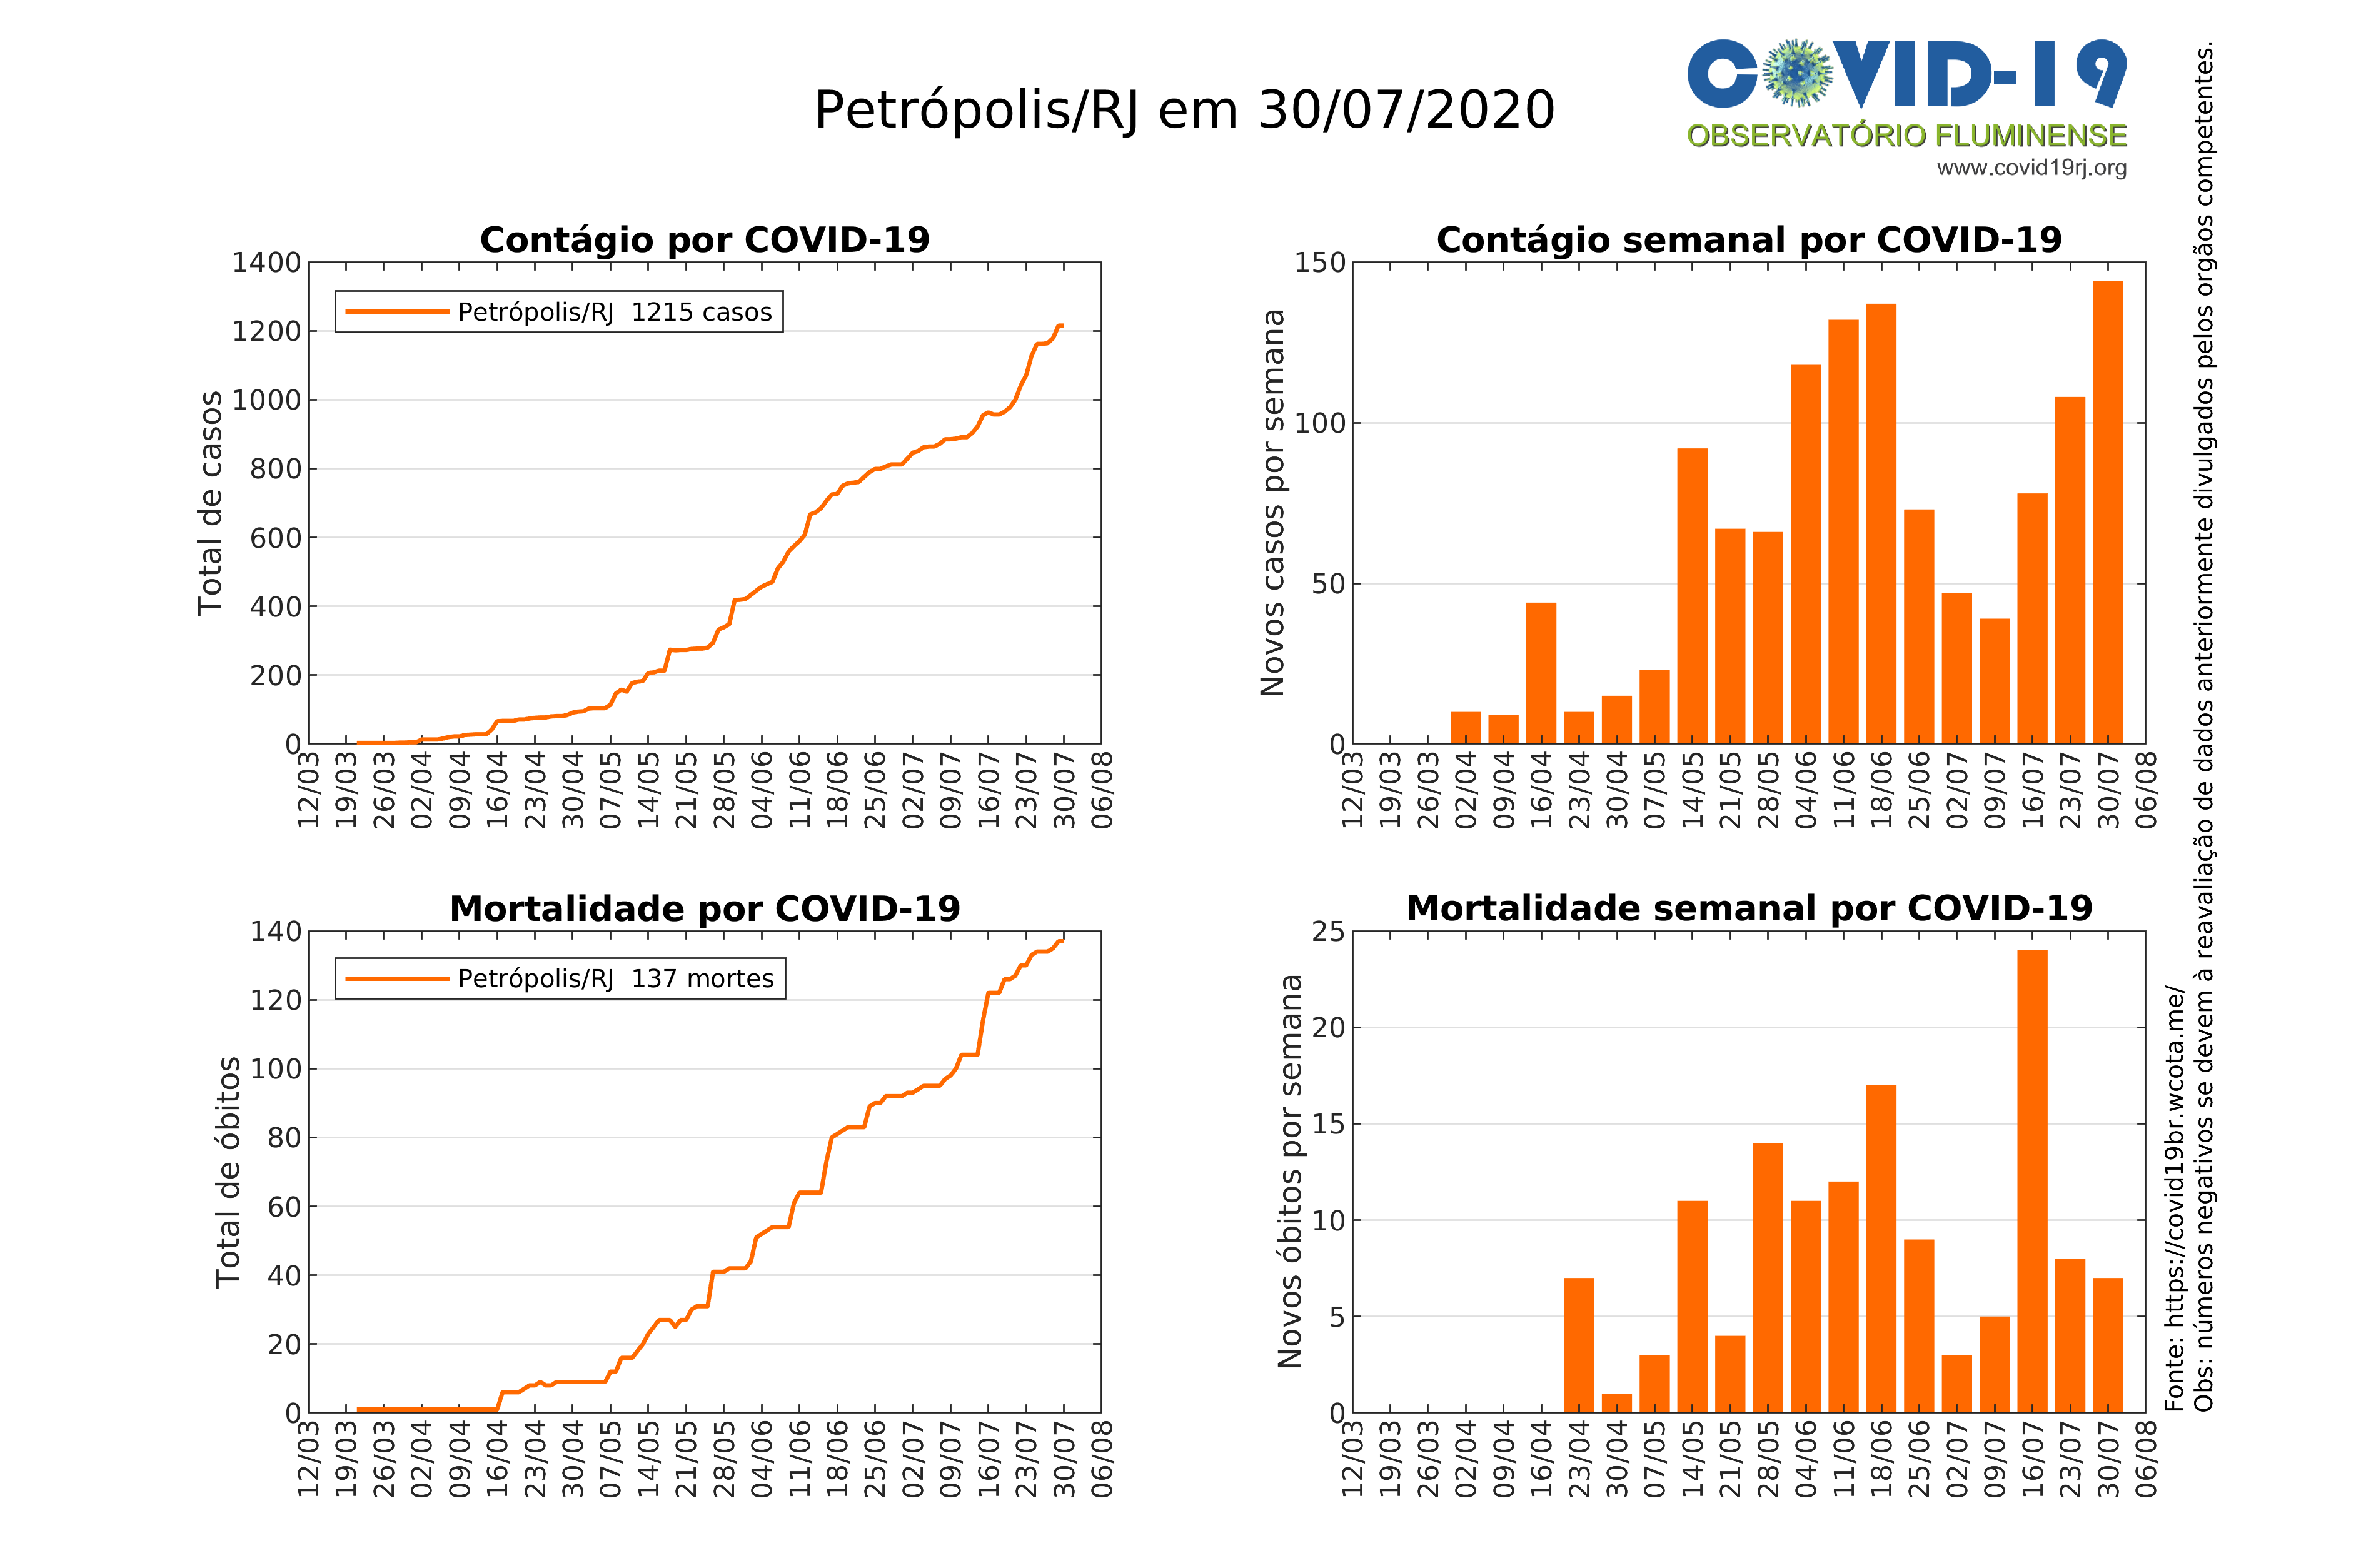 Petrópolis/RJ em 30/07/2020
COVID-19
OBSERVATÓRIO FLUMINENSE
www.covid19rj.org
Contágio por COVID-19
Total de casos
1400
1200
1000
800
600
400
200
0
Petrópolis/RJ 1215 casos
12/03 19/03 26/03 02/04 09/04 16/04 23/04 30/04 07/05 14/05 21/05 28/05 04/06 11/06 18/06 25/06 02/07 09/07 16/07 23/07 30/07 06/08
Contágio semanal por COVID-19
Novos casos por semana
150
100
50
0
12/03 19/03 26/03 02/04 09/04 16/04 23/04 30/04 07/05 14/05 21/05 28/05 04/06 11/06 18/06 25/06 02/07 09/07 16/07 23/07 30/07 06/08
Mortalidade por COVID-19
Total de óbitos
140
120
100
80
60
40
20
0
Petrópolis/RJ 137 mortes
12/03 19/03 26/03 02/04 09/04 16/04 23/04 30/04 07/05 14/05 21/05 28/05 04/06 11/06 18/06 25/06 02/07 09/07 16/07 23/07 30/07 06/08
Mortalidade semanal por COVID-19
Novos óbitos por semana
25
20
15
10
5
0
12/03 19/03 26/03 02/04 09/04 16/04 23/04 30/04 07/05 14/05 21/05 28/05 04/06 11/06 18/06 25/06 02/07 09/07 16/07 23/07 30/07 06/08
Fonte: https://covid19br.wcota.me/
Obs: números negativos se devem à reavaliação de dados anteriormente divulgados pelos orgãos competentes.